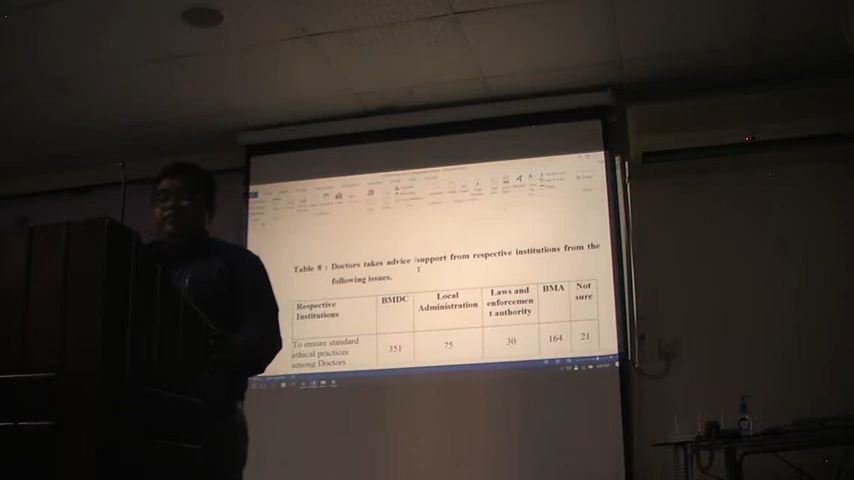 Table 8 : Doctors takes advice /support from respective institutions from the
following issues.
Respective
Institutions
BMDC
Local
Administration
Laws and
enforcemen
t authority
BMA
Not
sure
To ensure standard
ethical practices
among Doctors
351
75
30
164
21